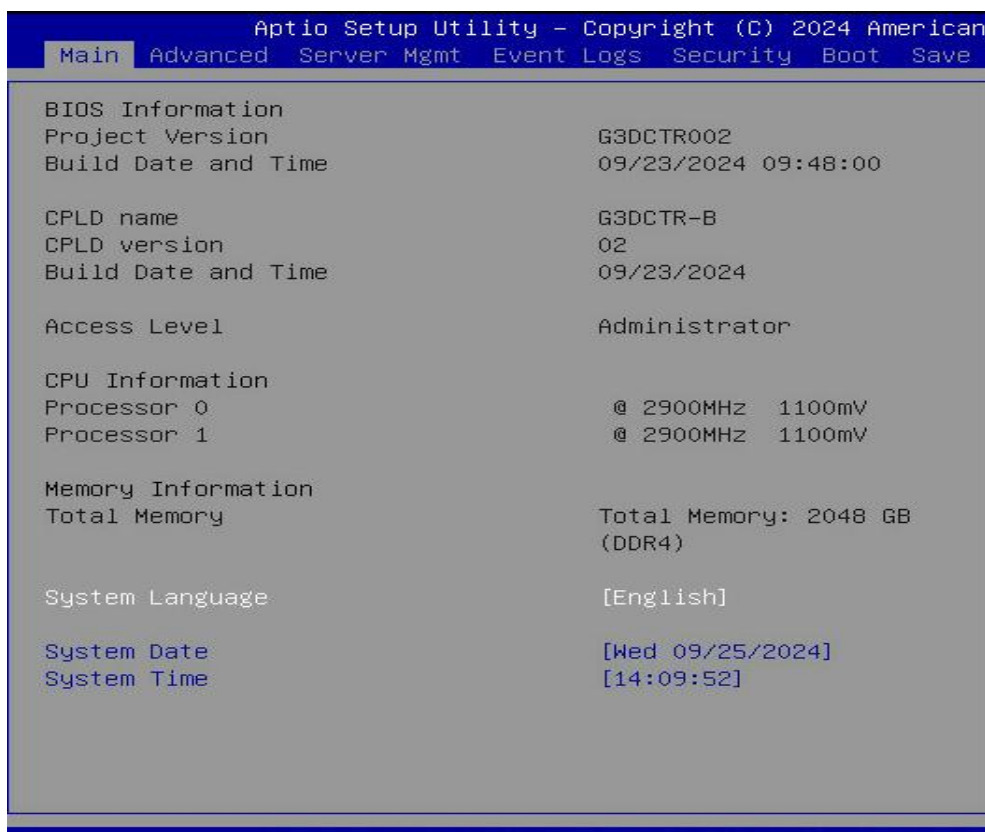 Aptio Setup Utility – Copyright (C) 2024 American
Main Advanced Server Mgmt Event Logs Security Boot Save
BIOS Information
Project Version G3DCTR002
Build Date and Time 09/23/2024 09:48:00
CPLD name G3DCTR-B
CPLD version 02
Build Date and Time 09/23/2024
Access Level Administrator
CPU Information
Processor 0 @ 2900MHz 1100mV
Processor 1 @ 2900MHz 1100mV
Memory Information
Total Memory Total Memory: 2048 GB
(DDR4)
System Language [English]
System Date [Wed 09/25/2024]
System Time [14:09:52]